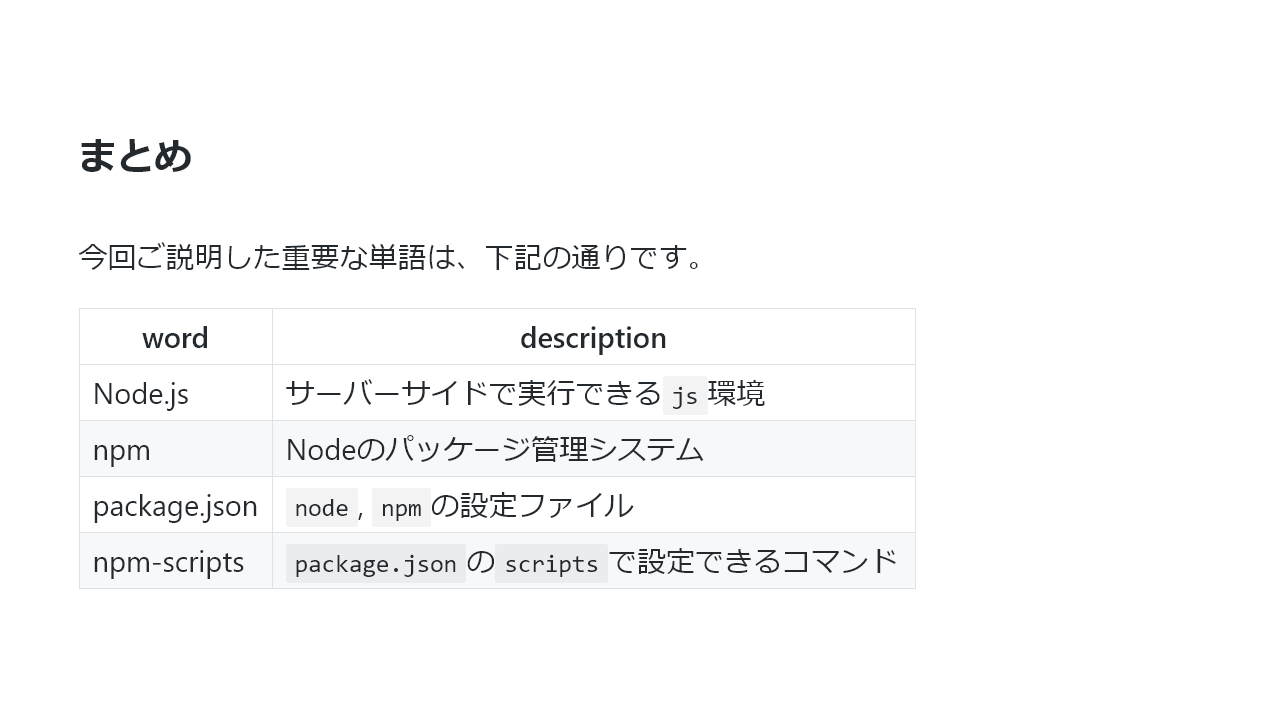 まとめ
今回ご説明した重要な単語は、下記の通りです。
word description
Node.js サーバーサイドで実行できるjs環境
npm Nodeのパッケージ管理システム
package.json node, npmの設定ファイル
npm-scripts package.jsonのscriptsで設定できるコマンド